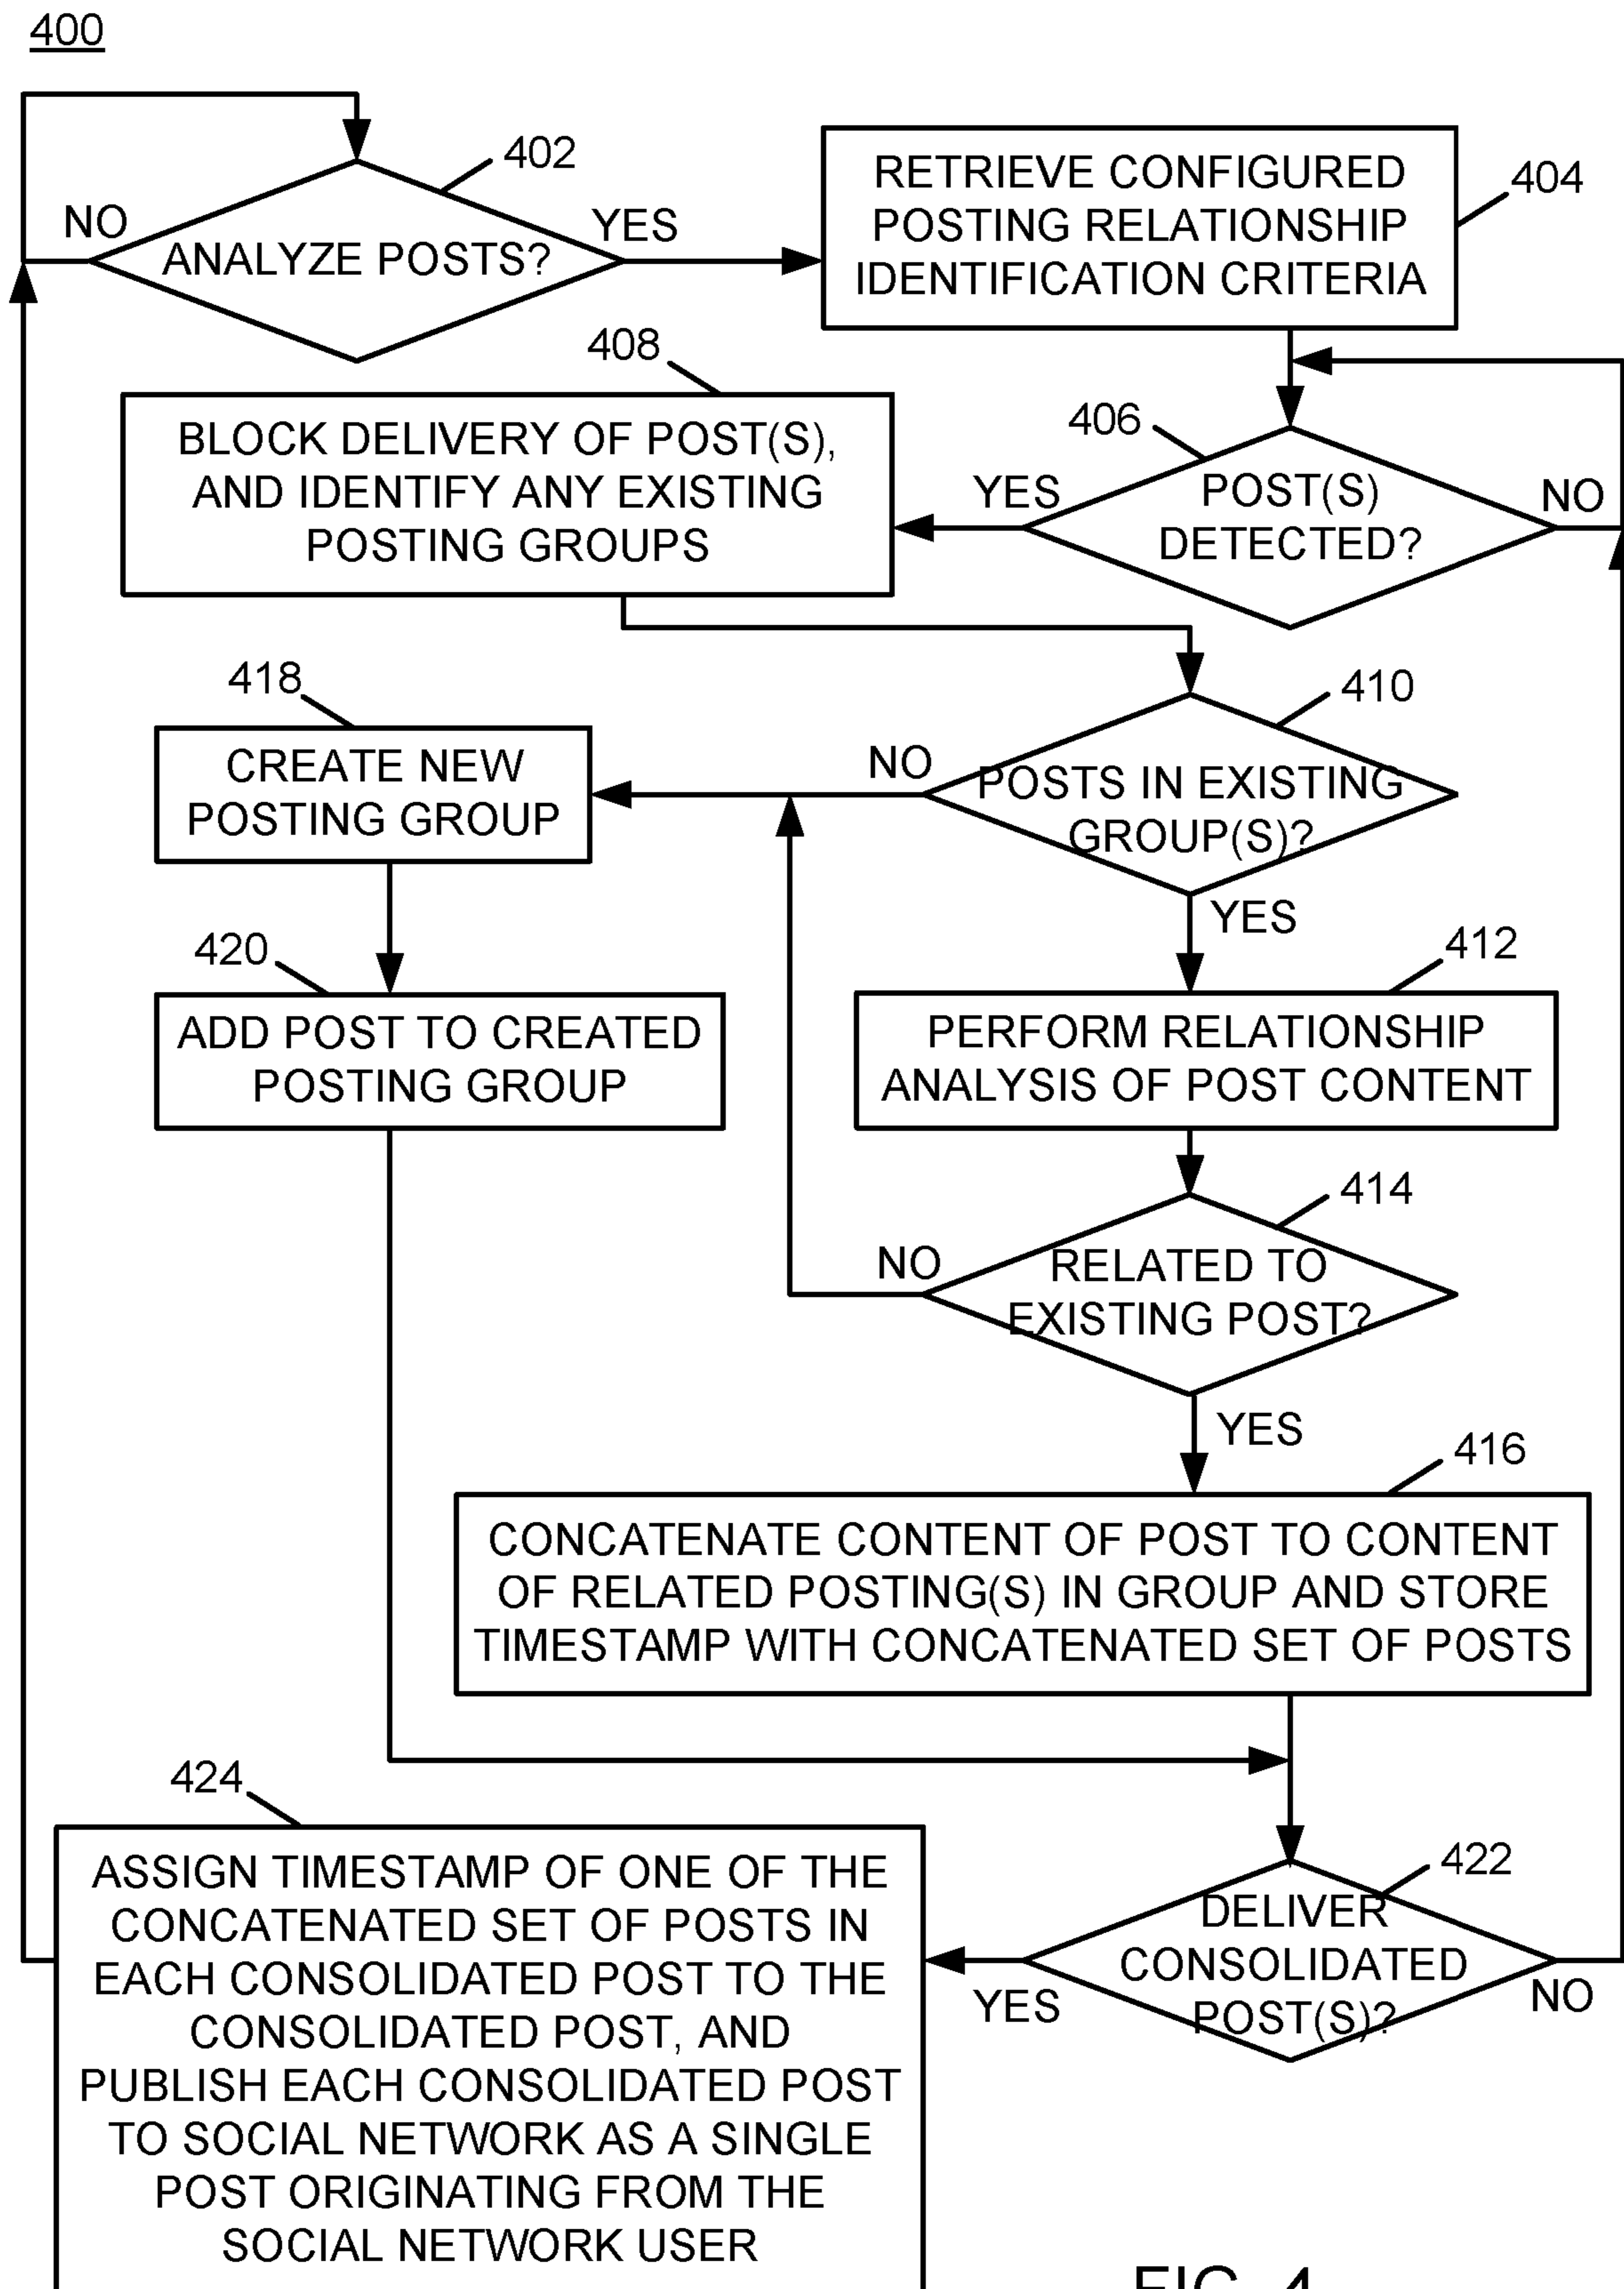 400
402
NO
YES
ANALYZE POSTS?
RETRIEVE CONFIGURED
POSTING RELATIONSHIP
IDENTIFICATION CRITERIA
404
408
BLOCK DELIVERY OF POST(S),
AND IDENTIFY ANY EXISTING
POSTING GROUPS
406
YES
POST(S)
DETECTED?
NO
418
CREATE NEW
POSTING GROUP
410
NO
POSTS IN EXISTING
GROUP(S)?
YES
420
ADD POST TO CREATED
POSTING GROUP
412
PERFORM RELATIONSHIP
ANALYSIS OF POST CONTENT
414
NO
RELATED TO
EXISTING POST?
YES
416
CONCATENATE CONTENT OF POST TO CONTENT
OF RELATED POSTING(S) IN GROUP AND STORE
TIMESTAMP WITH CONCATENATED SET OF POSTS
424
ASSIGN TIMESTAMP OF ONE OF THE
CONCATENATED SET OF POSTS IN
EACH CONSOLIDATED POST TO THE
CONSOLIDATED POST, AND
PUBLISH EACH CONSOLIDATED POST
TO SOCIAL NETWORK AS A SINGLE
POST ORIGINATING FROM THE
SOCIAL NETWORK USER
422
DELIVER
CONSOLIDATED
POST(S)?
YES
NO
FIG. 4